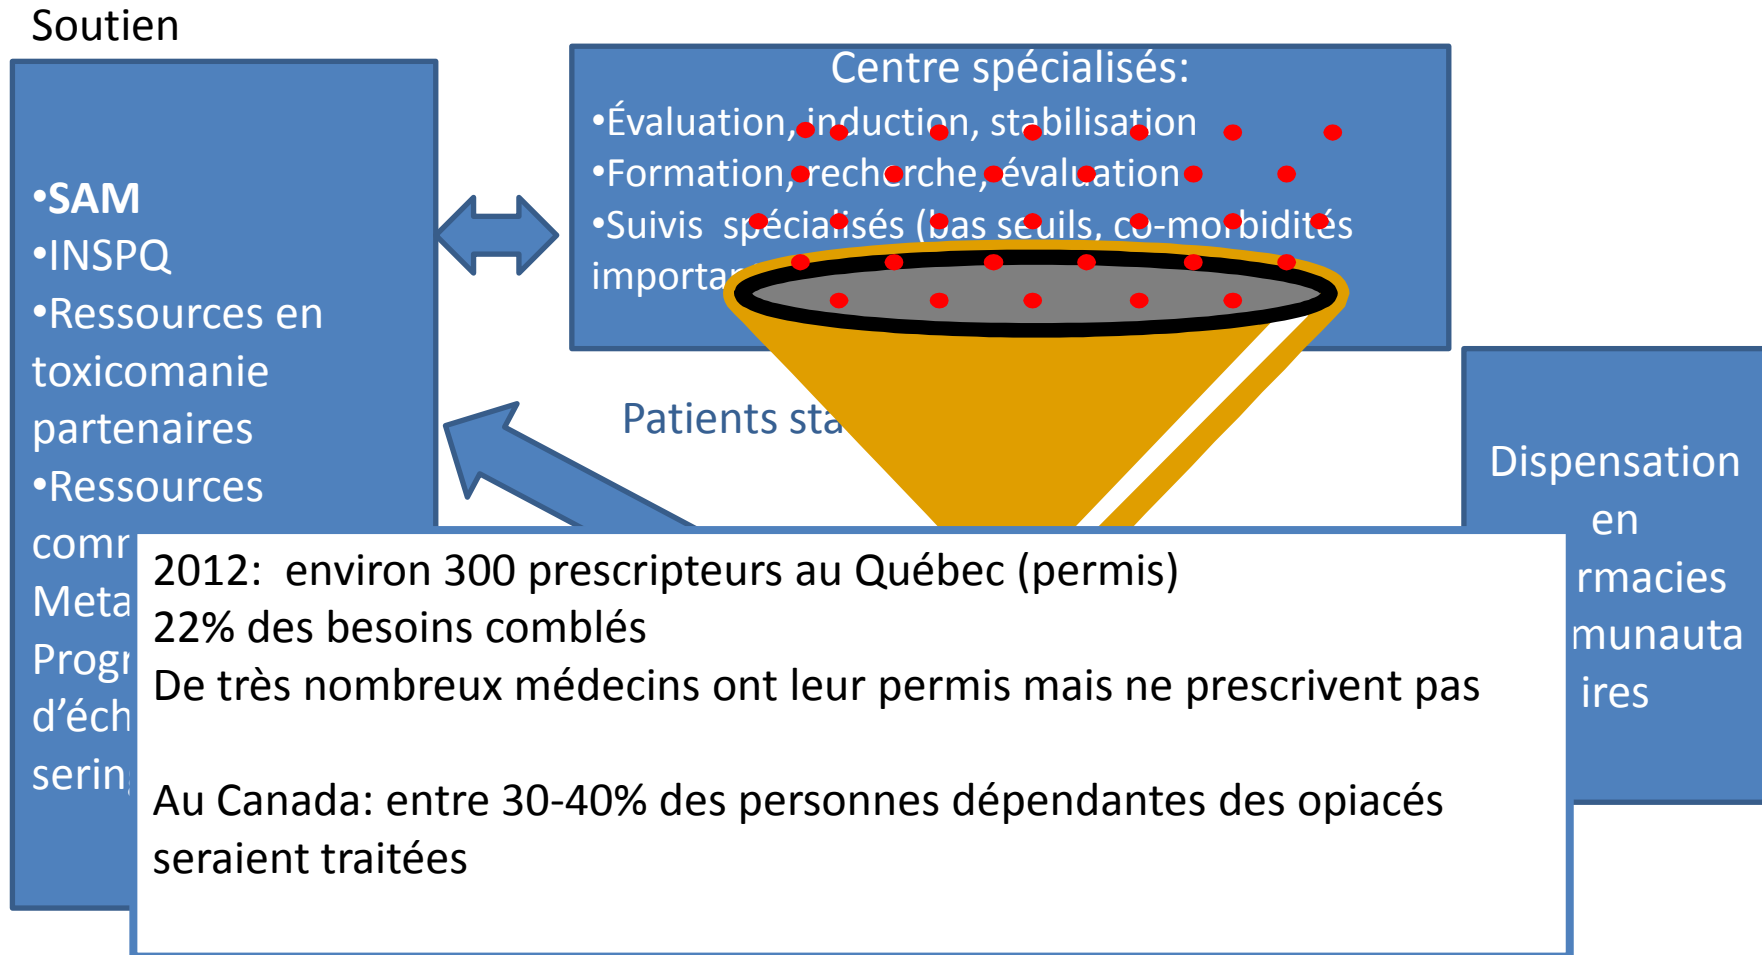 Soutien
•SAM
•INSPQ
•Ressources en
toxicomanie
partenaires
•Ressources
Centre spécialisés:
•Évaluation, induction, stabilisation
•Formation, recherche, évaluation
•Suivis spécialisés (bas seuils, co-morbidités
Patients
Dispensation
en
ires
2012: environ 300 prescripteurs au Québec (permis)
22% des besoins comblés
De très nombreux médecins ont leur permis mais ne prescrivent pas
Au Canada: entre 30-40% des personnes dépendantes des opiacés
seraient traitées